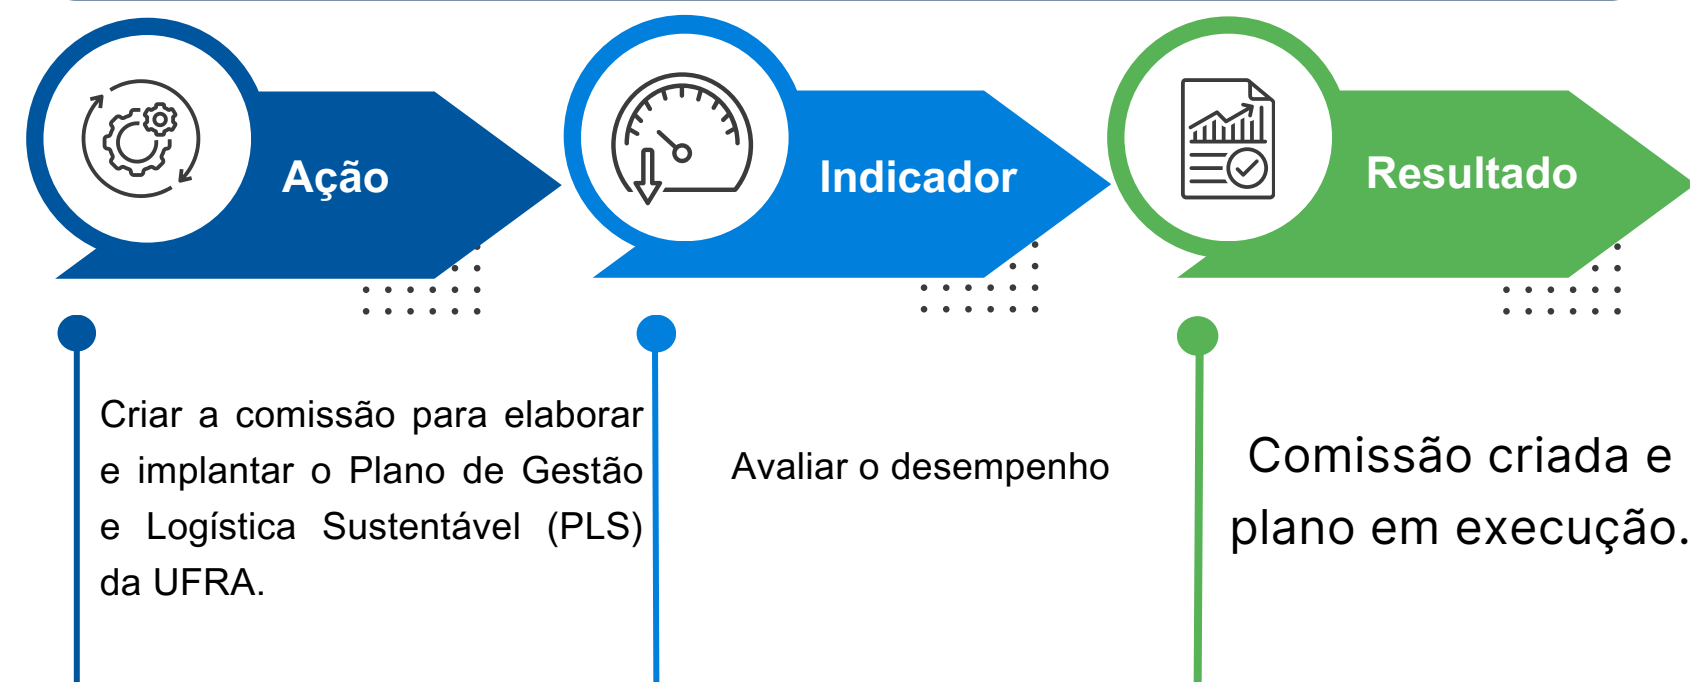 Ação
Indicador
Resultado
Criar a comissão para elaborar
e implantar o Plano de Gestão
e Logística Sustentável (PLS)
da UFRA.
Avaliar o desempenho
Comissão criada e
plano em execução.